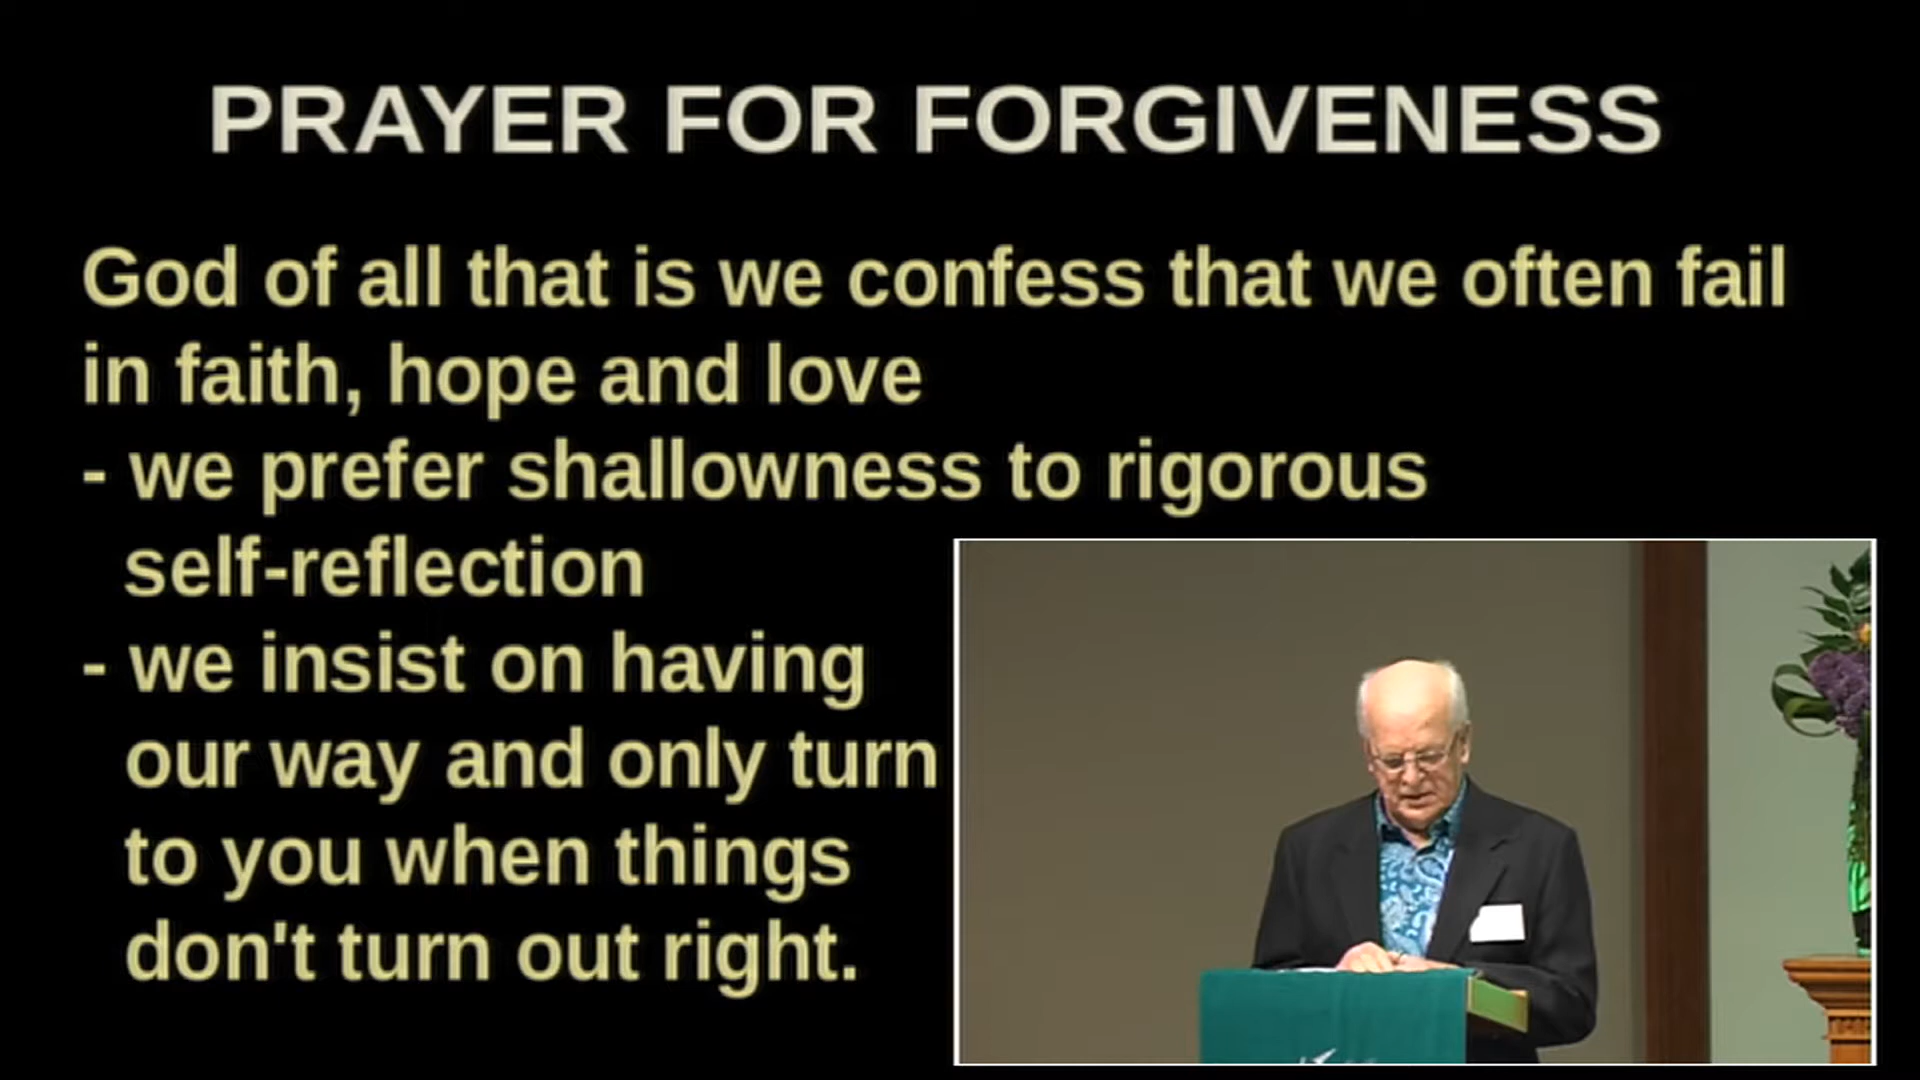 PRAYER FOR FORGIVENESS
God of all that is we confess that we often fail
in faith, hope and love
- we prefer shallowness to rigorous
self-reflection
- we insist on having
our way and only turn
to you when things
don't turn out right.